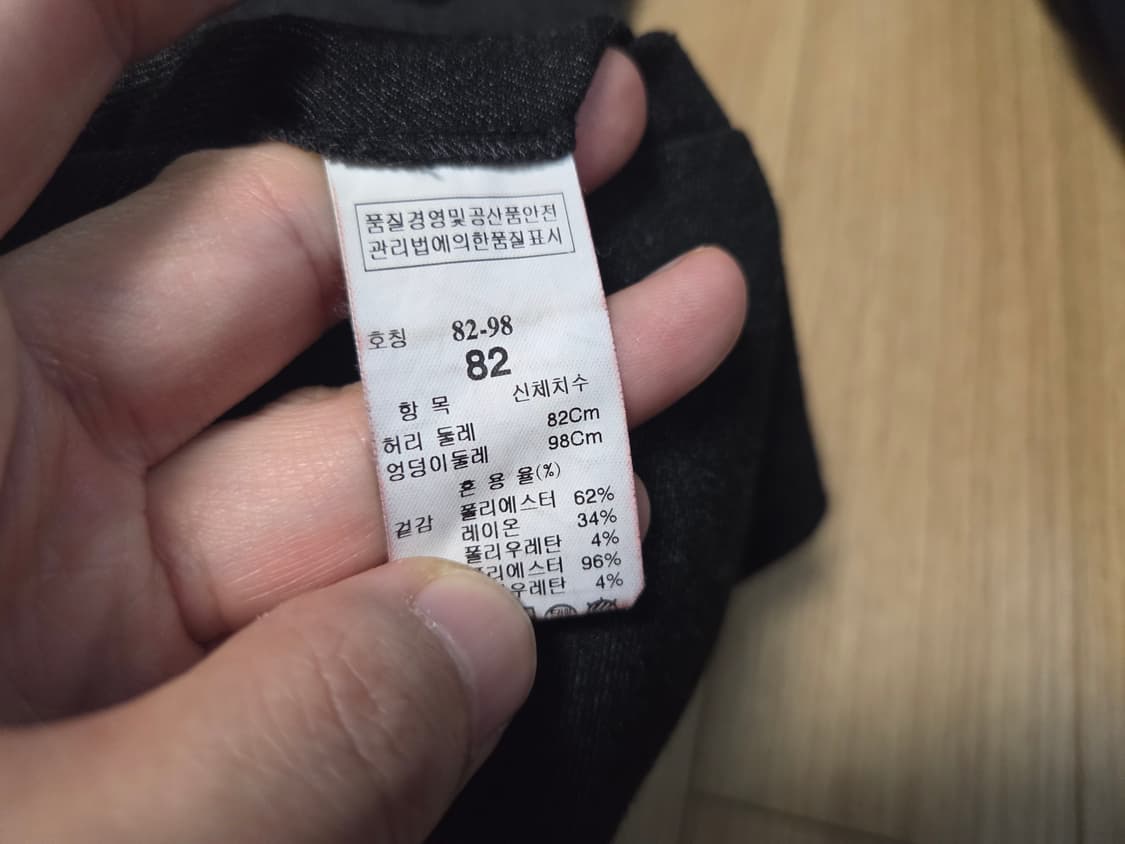 품질경영및공산품안전
관리법에의한품질표시
호칭 82-98
82
항 목 신체치수
허리 둘레 82Cm
엉덩이둘레 98Cm
혼 용 율(%)
겉감 폴리에스터 62%
레이온 34%
폴리우레탄 4%
리에스터 96%
우레탄 4%